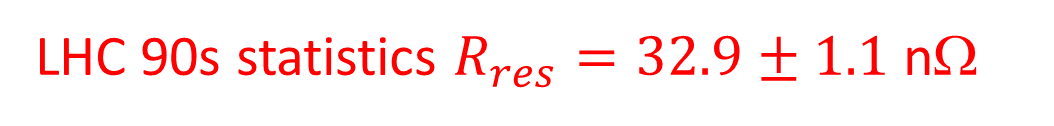 LHC 90s statistics R_res = 32.9 ± 1.1 nΩ